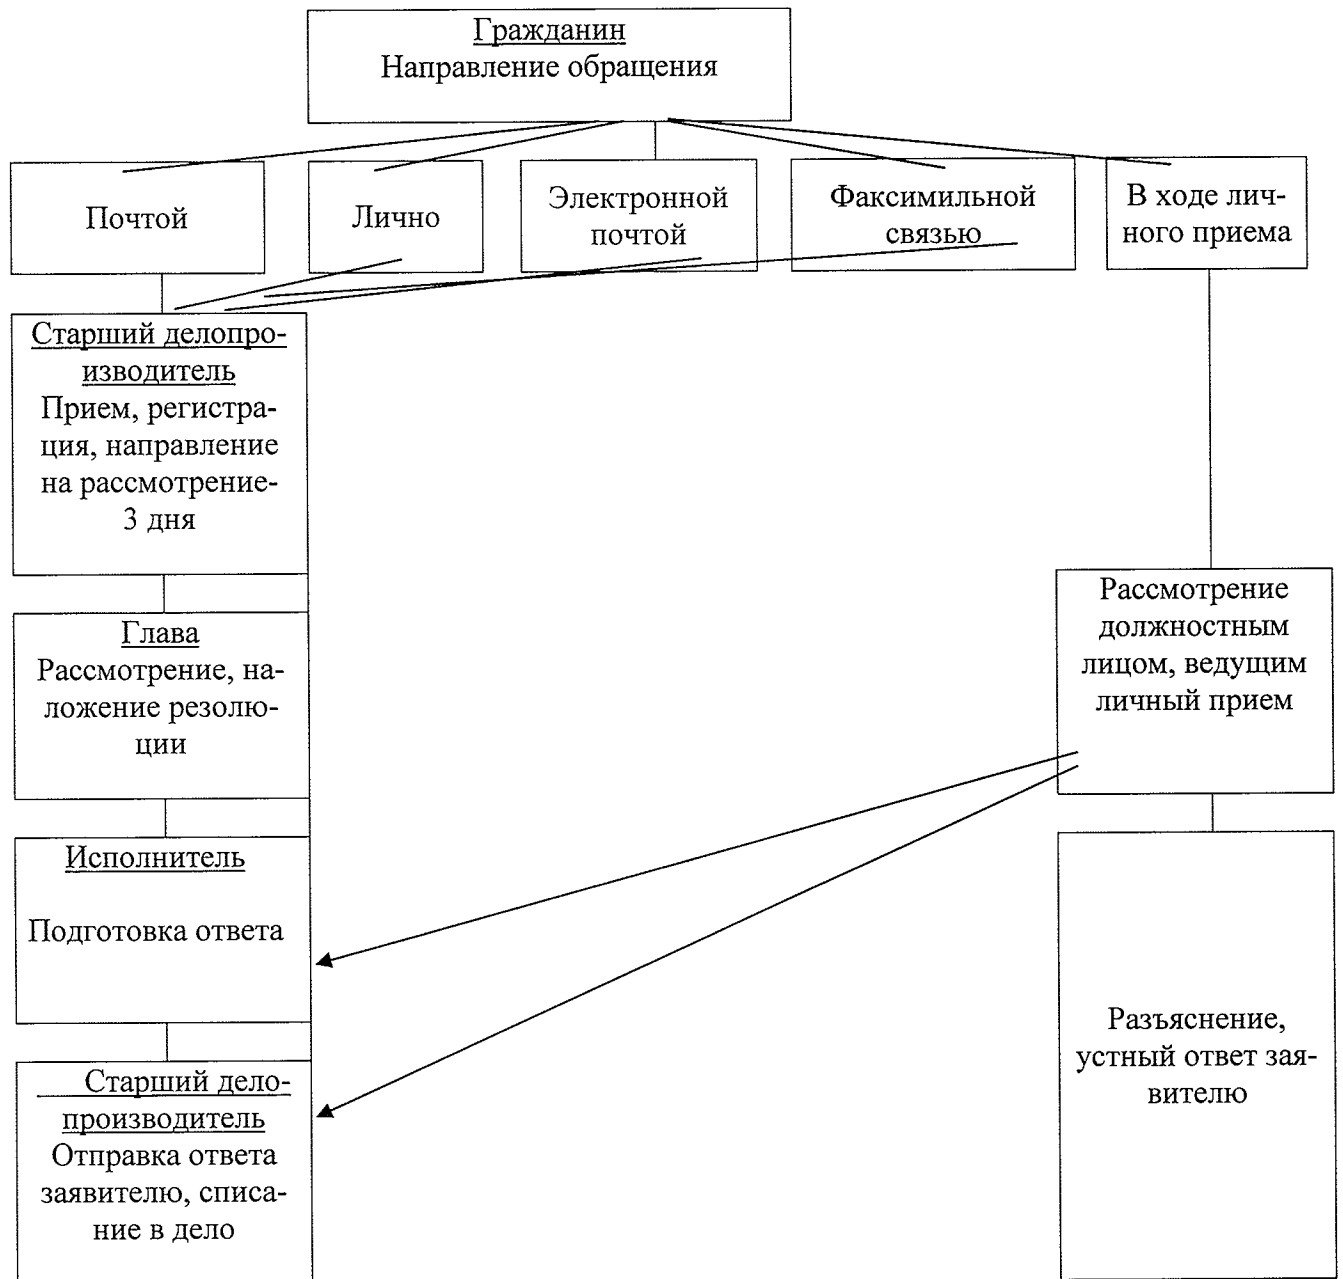 Гражданин
Направление обращения
Почтой
Лично
Электронной
почтой
Факсимильной
связью
В ходе лич-
ного приема
Старший делопро-
изводитель
Прием, регистра-
ция, направление
на рассмотрение-
3 дня
Глава
Рассмотрение, на-
ложение резолю-
ции
Исполнитель
Подготовка ответа
Старший дело-
производитель
Отправка ответа
заявителю, списа-
ние в дело
Рассмотрение
должностным
лицом, ведущим
личный прием
Разъяснение,
устный ответ зая-
вителю